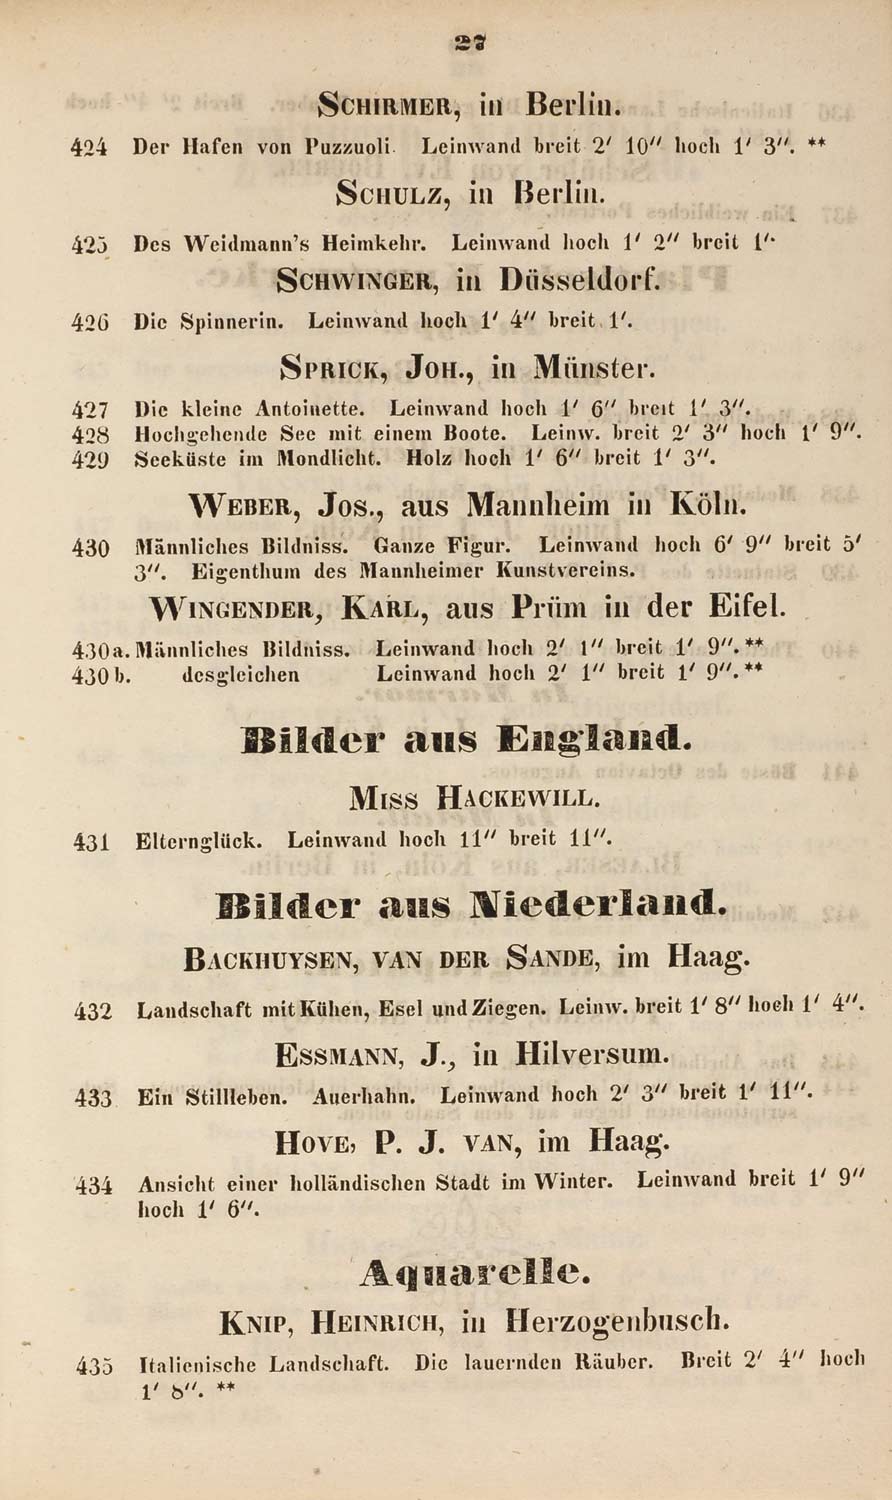 27
SCHIRMER, in Berlin.
424 Der Hafen von Puzzuoli. Leinwand breit 2′ 10″ hoch 1′ 3″. **
SCHULZ, in Berlin.
425 Des Weidmann's Heimkehr. Leinwand hoch 1′ 2″ breit 1′.
SCHWINGER, in Düsseldorf.
426 Die Spinnerin. Leinwand hoch 1′ 4″ breit 1′.
SPRICK, JOH., in Münster.
427 Die kleine Antoinette. Leinwand hoch 1′ 6″ breit 1′ 3″.
428 Hochgehende See mit einem Boote. Leinw. breit 2′ 3″ hoch 1′ 9″.
429 Seeküste im Mondlicht. Holz hoch 1′ 6″ breit 1′ 3″.
WEBER, JOS., aus Mannheim in Köln.
430 Männliches Bildniss. Ganze Figur. Leinwand hoch 6′ 9″ breit 5′
3″. Eigenthum des Mannheimer Kunstvereins.
WINGENDER, KARL, aus Prüm in der Eifel.
430a. Männliches Bildniss. Leinwand hoch 2′ 1″ breit 1′ 9″. **
430b. desgleichen Leinwand hoch 2′ 1″ breit 1′ 9″. **
Bilder aus England.
MISS HACKEWILL.
431 Elternglück. Leinwand hoch 11″ breit 11″.
Bilder aus Niederland.
BACKHUYSEN, VAN DER SANDE, im Haag.
432 Landschaft mit Kühen, Esel und Ziegen. Leinw. breit 1′ 8″ hoch 1′ 4″.
ESSMANN, J., in Hilversum.
433 Ein Stillleben. Auerhahn. Leinwand hoch 2′ 3″ breit 1′ 11″.
HOVE, P. J. VAN, im Haag.
434 Ansicht einer holländischen Stadt im Winter. Leinwand breit 1′ 9″
hoch 1′ 6″.
Aquarelle.
KNIP, HEINRICH, in Herzogenbusch.
435 Italienische Landschaft. Die lauernden Räuber. Breit 2′ 4″ hoch
1′ 8″. **